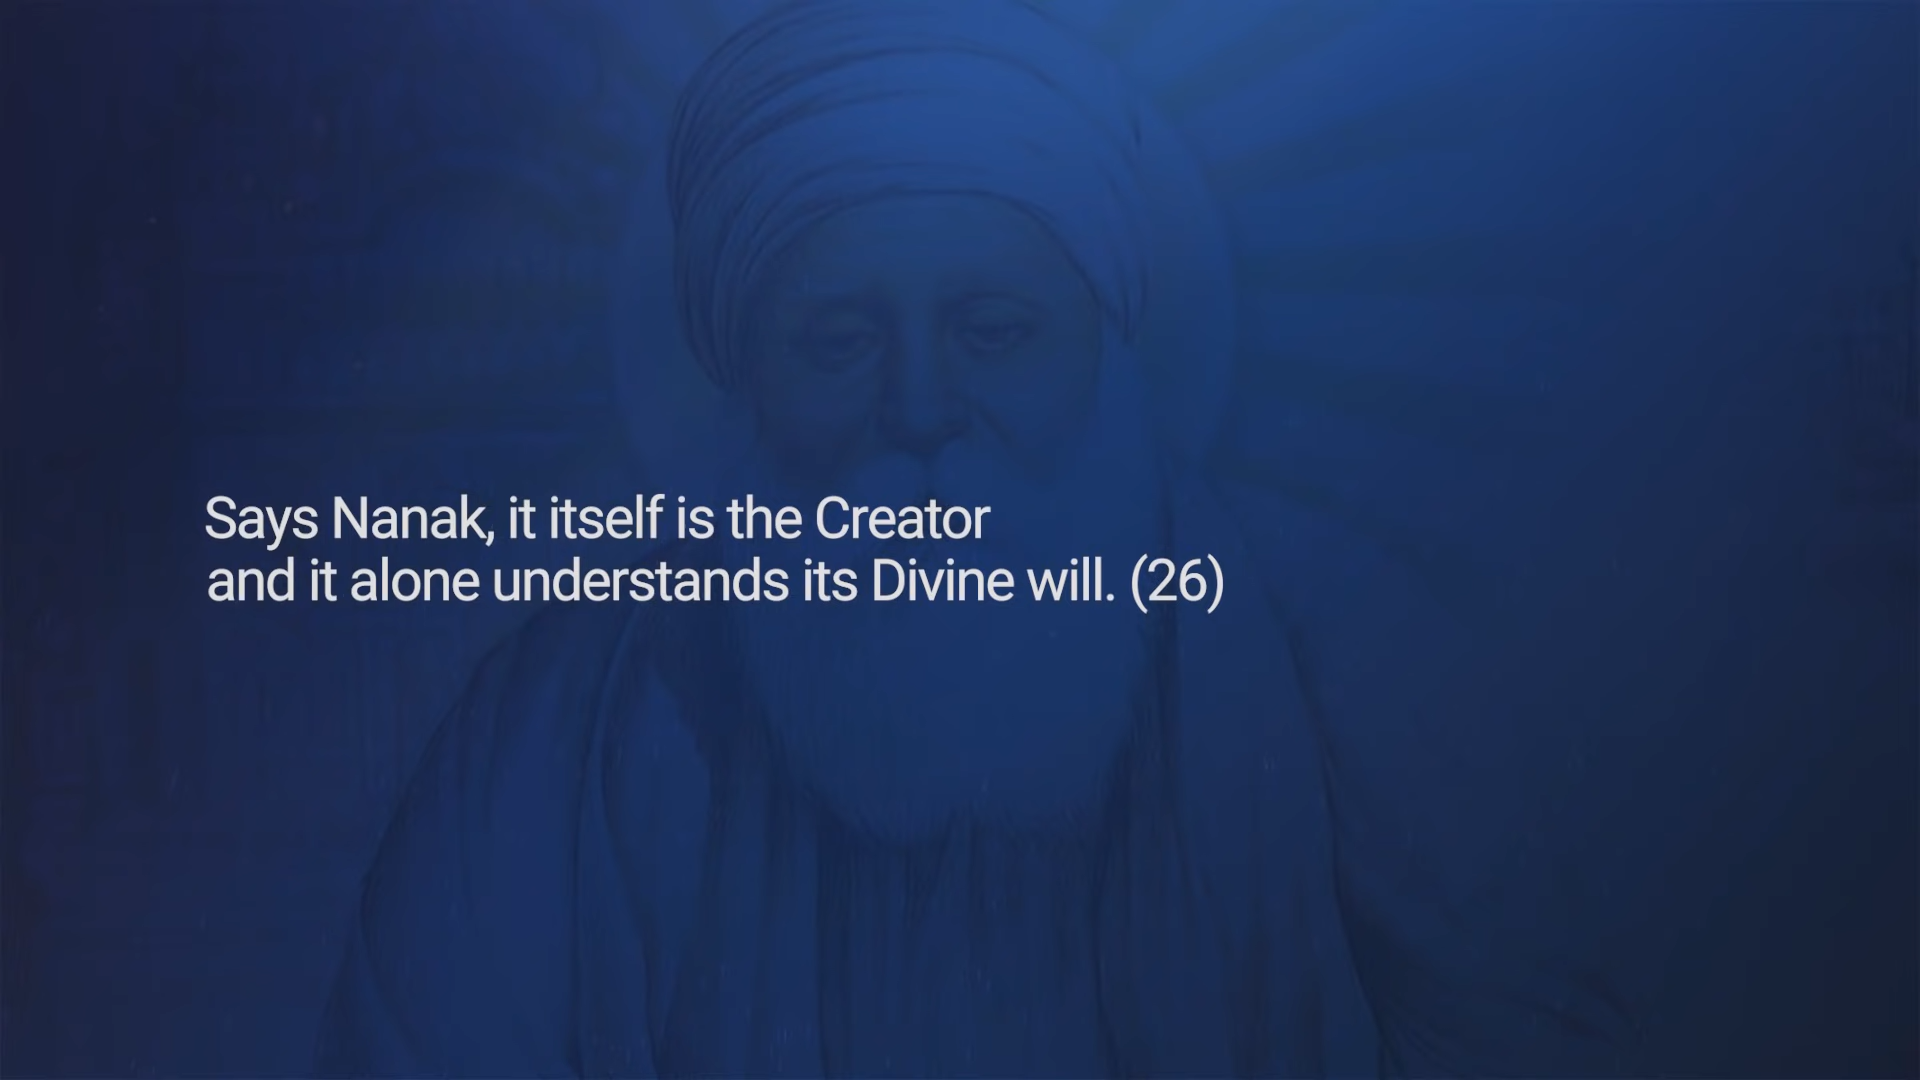 Says Nanak, it itself is the Creator
and it alone understands its Divine will. (26)